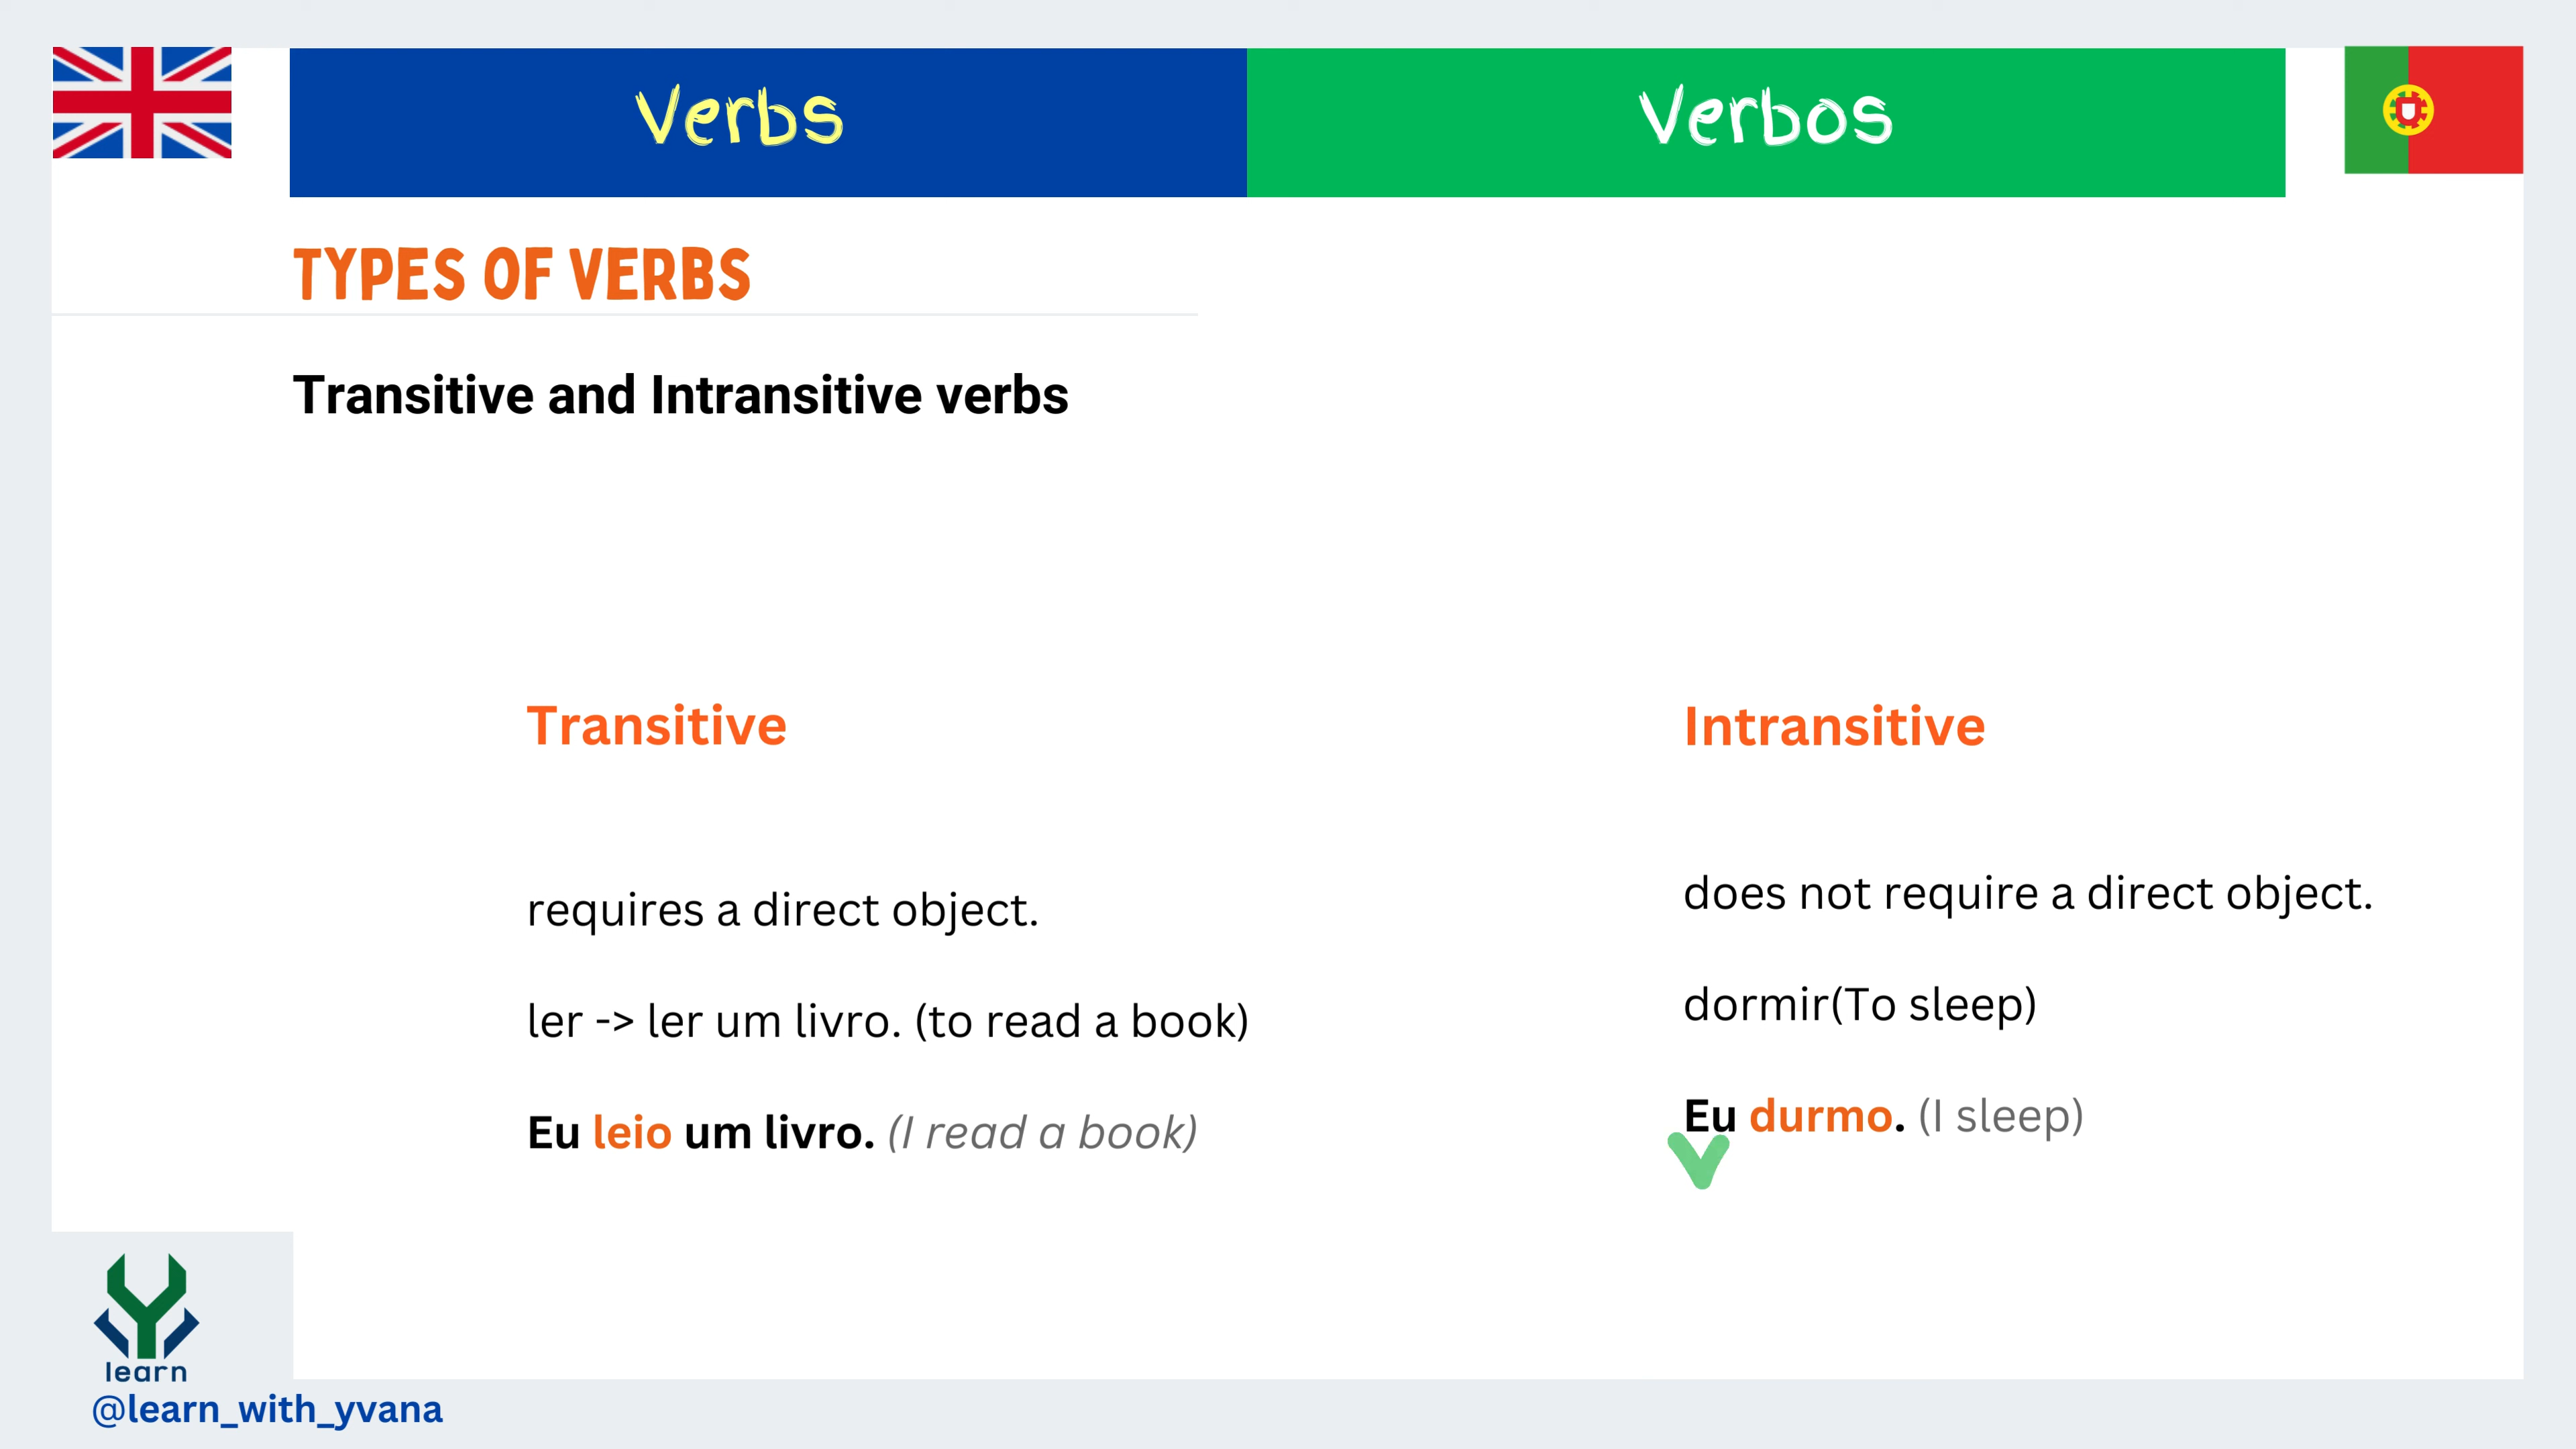 Verbs
Verbos
TYPES OF VERBS
Transitive and Intransitive verbs
Transitive
requires a direct object.
ler -> ler um livro. (to read a book)
Eu leio um livro. (I read a book)
Intransitive
does not require a direct object.
dormir(To sleep)
Eu durmo. (I sleep)
learn
@learn_with_yvana